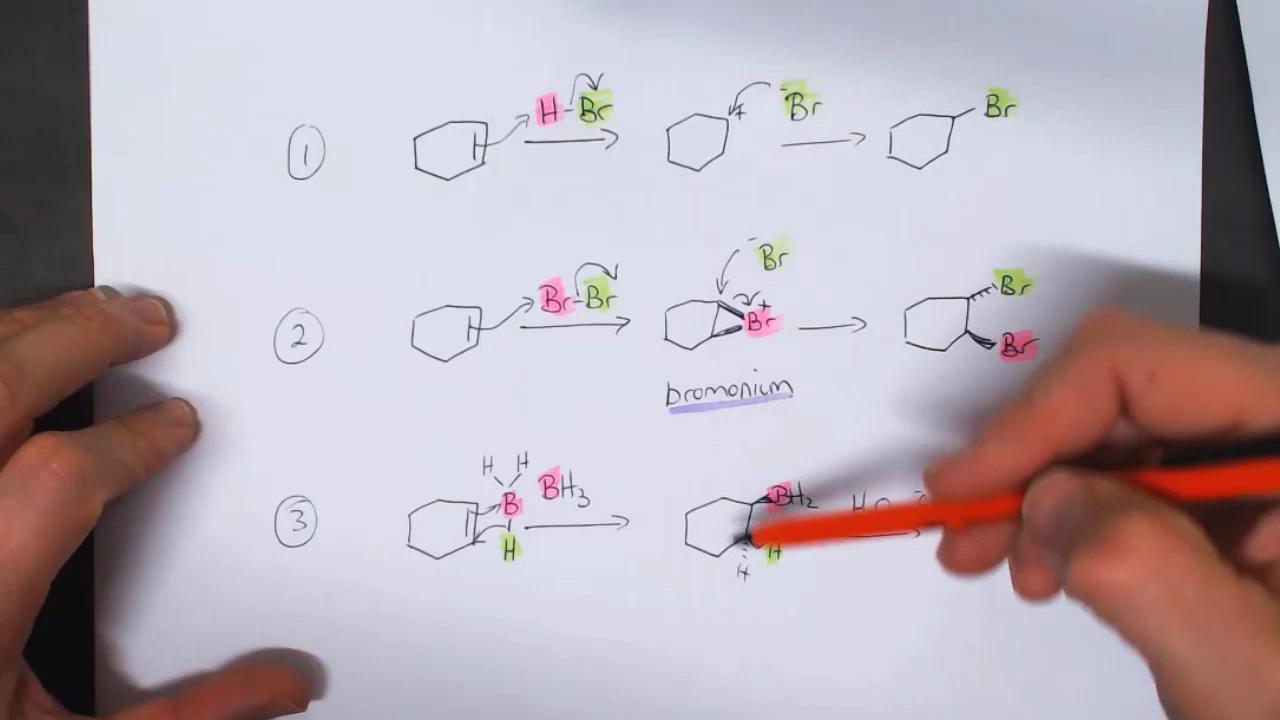 ① H-Br + -Br Br
② Br-Br -Br Br+ Br Br
bromonium
③ H H B H BH3 BH2 H H